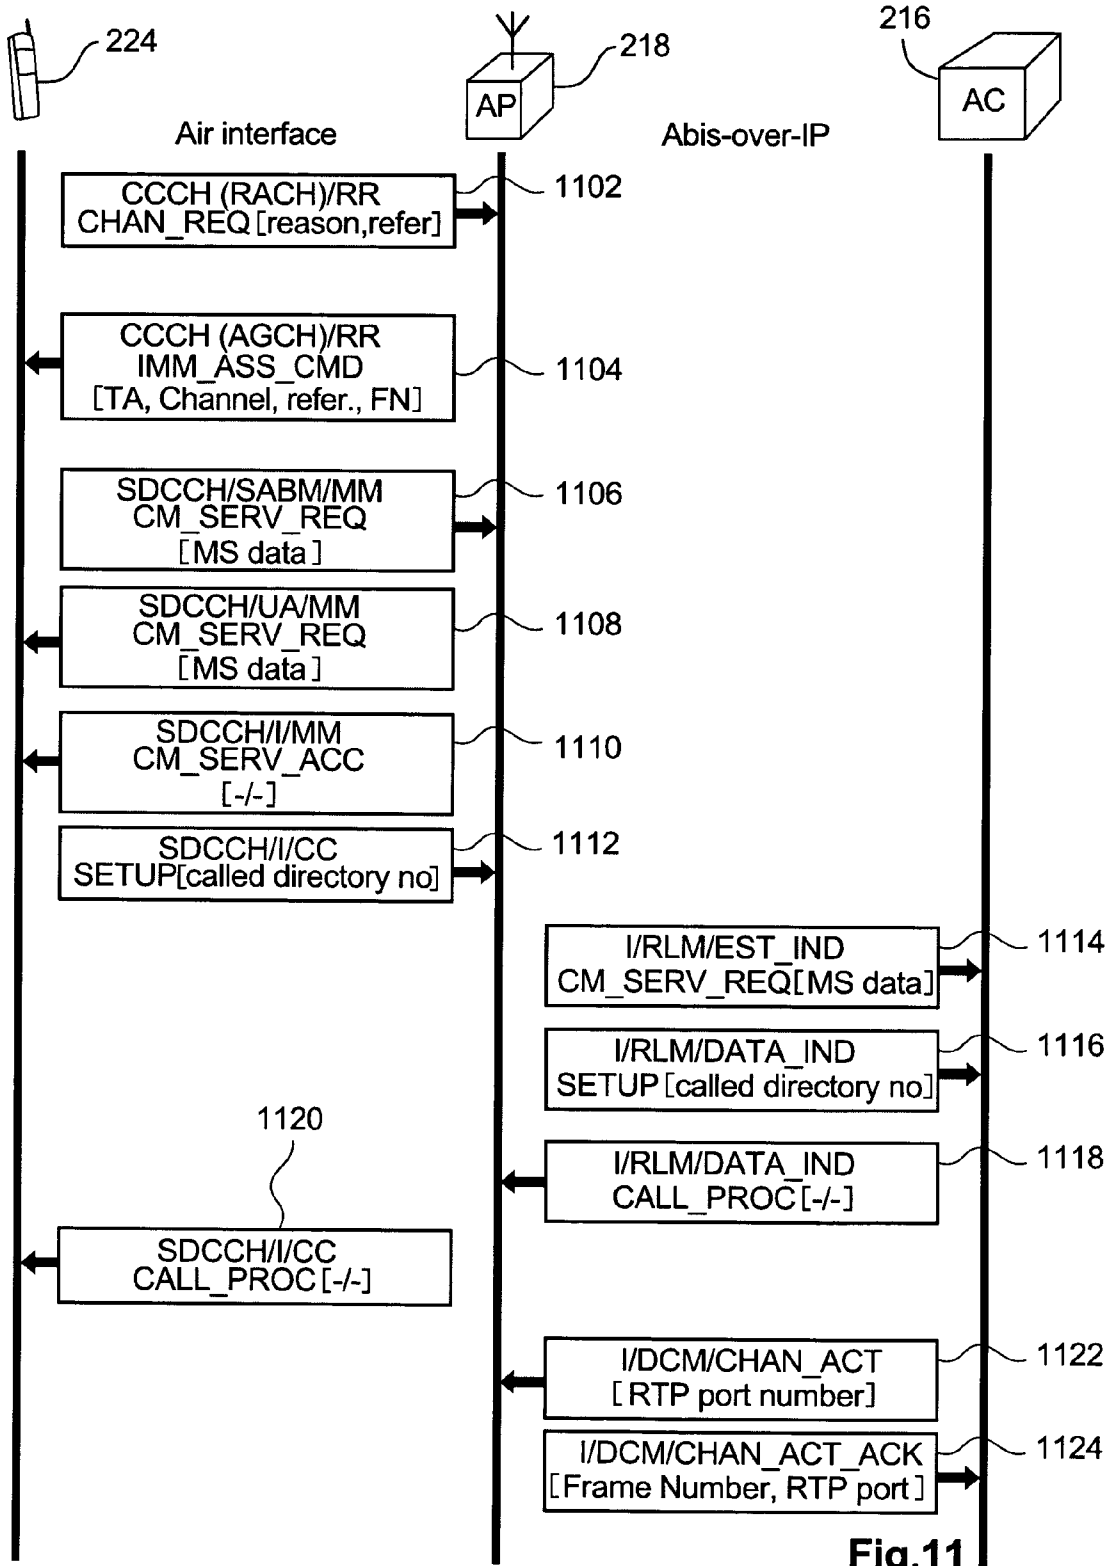 224
218
216
AP
AC
Air interface
Abis-over-IP
CCCH (RACH)/RR
CHAN_REQ[reason,refer]
1102
CCCH (AGCH)/RR
IMM_ASS_CMD
[TA, Channel, refer., FN]
1104
SDCCH/SABM/MM
CM_SERV_REQ
[MS data]
1106
SDCCH/UA/MM
CM_SERV_REQ
[MS data]
1108
SDCCH/I/MM
CM_SERV_ACC
[-/-]
1110
SDCCH/I/CC
SETUP[called directory no]
1112
I/RLM/EST_IND
CM_SERV_REQ[MS data]
1114
I/RLM/DATA_IND
SETUP[called directory no]
1116
I/RLM/DATA_IND
CALL_PROC[-/-]
1118
1120
SDCCH/I/CC
CALL_PROC[-/-]
I/DCM/CHAN_ACT
[RTP port number]
1122
I/DCM/CHAN_ACT_ACK
[Frame Number, RTP port]
1124
Fig.11